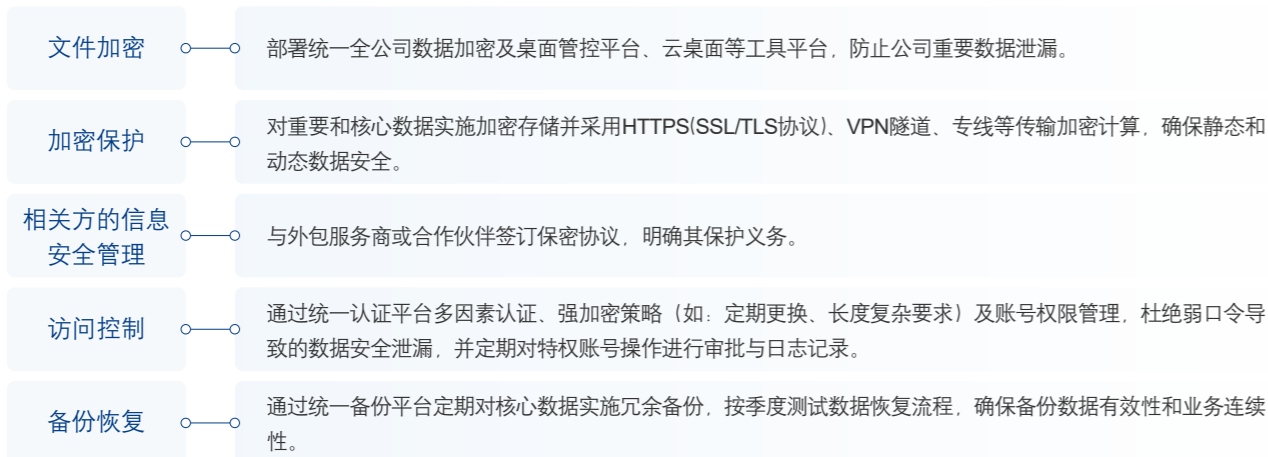 文件加密
部署统一全公司数据加密及桌面管控平台、云桌面等工具平台，防止公司重要数据泄漏。
加密保护
对重要和核心数据实施加密存储并采用HTTPS(SSL/TLS协议)、VPN隧道、专线等传输加密计算，确保静态和
动态数据安全。
相关方的信息
安全管理
与外包服务商或合作伙伴签订保密协议，明确其保护义务。
访问控制
通过统一认证平台多因素认证、强加密策略（如：定期更换、长度复杂要求）及账号权限管理，杜绝弱口令导
致的数据安全泄漏，并定期对特权账号操作进行审批与日志记录。
备份恢复
通过统一备份平台定期对核心数据实施冗余备份，按季度测试数据恢复流程，确保备份数据有效性和业务连续
性。